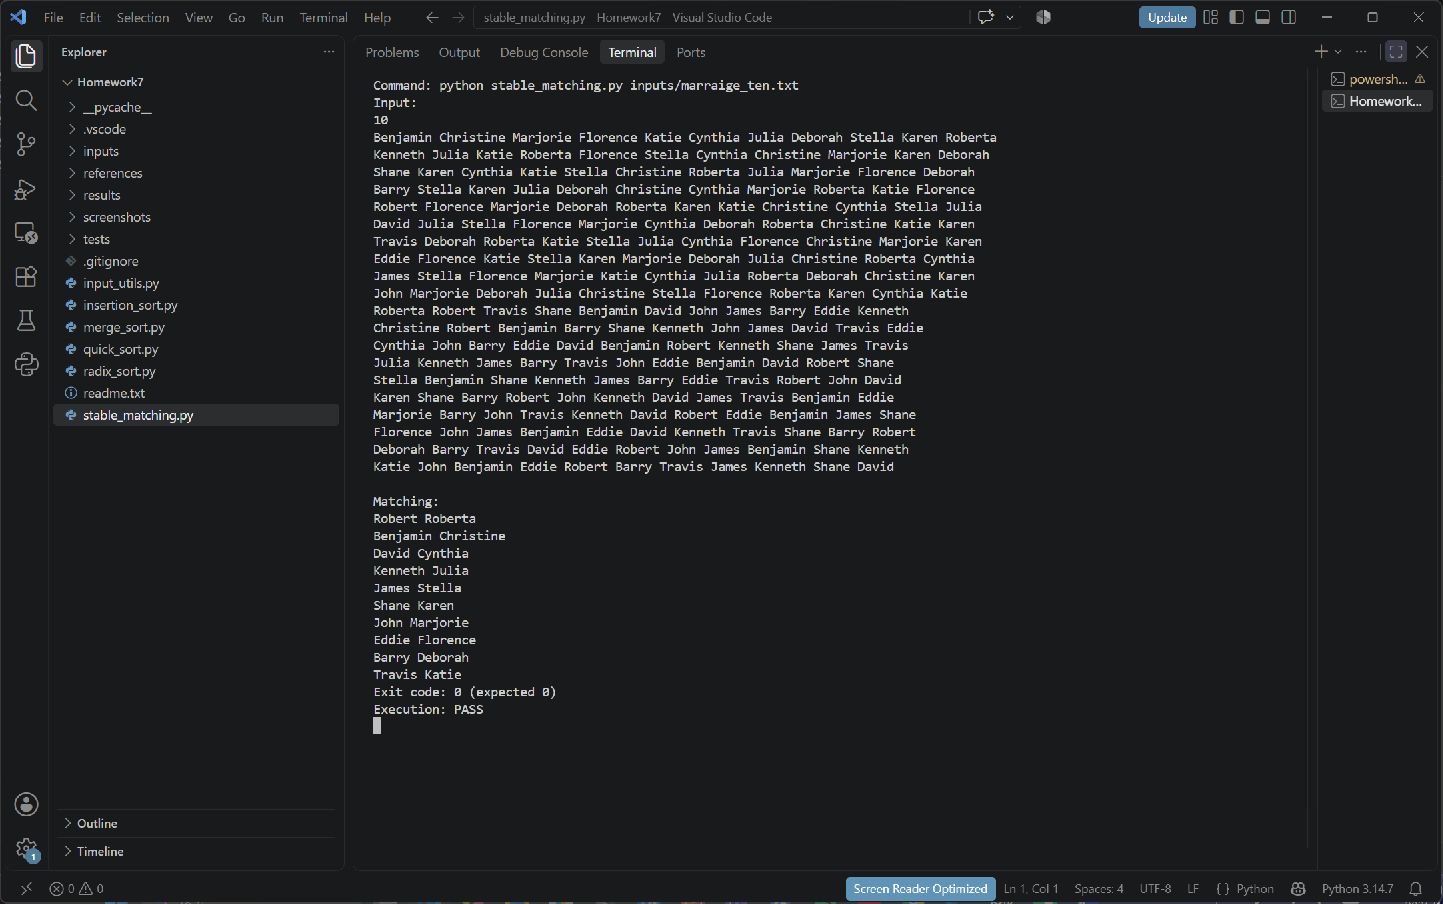 File Edit Selection View Go Run Terminal Help
stable_matching.py Homework7 Visual Studio Code
Update
Explorer
Homework7
__pycache__
.vscode
inputs
references
results
screenshots
tests
.gitignore
input_utils.py
insertion_sort.py
merge_sort.py
quick_sort.py
radix_sort.py
readme.txt
stable_matching.py
Outline
Timeline
Problems Output Debug Console Terminal Ports
powersh...
Homework...
Command: python stable_matching.py inputs/marraige_ten.txt
Input:
10
Benjamin Christine Marjorie Florence Katie Cynthia Julia Deborah Stella Karen Roberta
Kenneth Julia Katie Roberta Florence Stella Cynthia Christine Marjorie Karen Deborah
Shane Karen Cynthia Katie Stella Christine Roberta Julia Marjorie Florence Deborah
Barry Stella Karen Julia Deborah Christine Cynthia Marjorie Roberta Katie Florence
Robert Florence Marjorie Deborah Roberta Karen Katie Christine Cynthia Stella Julia
David Julia Stella Florence Marjorie Cynthia Deborah Roberta Christine Katie Karen
Travis Deborah Roberta Katie Stella Julia Cynthia Florence Christine Marjorie Karen
Eddie Florence Katie Stella Karen Marjorie Deborah Julia Christine Roberta Cynthia
James Stella Florence Marjorie Katie Cynthia Julia Roberta Deborah Christine Karen
John Marjorie Deborah Julia Christine Stella Florence Roberta Karen Cynthia Katie
Roberta Robert Travis Shane Benjamin David John James Barry Eddie Kenneth
Christine Robert Benjamin Barry Shane Kenneth John James David Travis Eddie
Cynthia John Barry Eddie David Benjamin Robert Kenneth Shane James Travis
Julia Kenneth James Barry Travis John Eddie Benjamin David Robert Shane
Stella Benjamin Shane Kenneth James Barry Eddie Travis Robert John David
Karen Shane Barry Robert John Kenneth David James Travis Benjamin Eddie
Marjorie Barry John Travis Kenneth David Robert Eddie Benjamin James Shane
Florence John James Benjamin Eddie David Kenneth Travis Shane Barry Robert
Deborah Barry Travis David Eddie Robert John James Benjamin Shane Kenneth
Katie John Benjamin Eddie Robert Barry Travis James Kenneth Shane David
Matching:
Robert Roberta
Benjamin Christine
David Cynthia
Kenneth Julia
James Stella
Shane Karen
John Marjorie
Eddie Florence
Barry Deborah
Travis Katie
Exit code: 0 (expected 0)
Execution: PASS
1
0 0
Screen Reader Optimized Ln 1, Col 1 Spaces: 4 UTF-8 LF {} Python Python 3.14.7